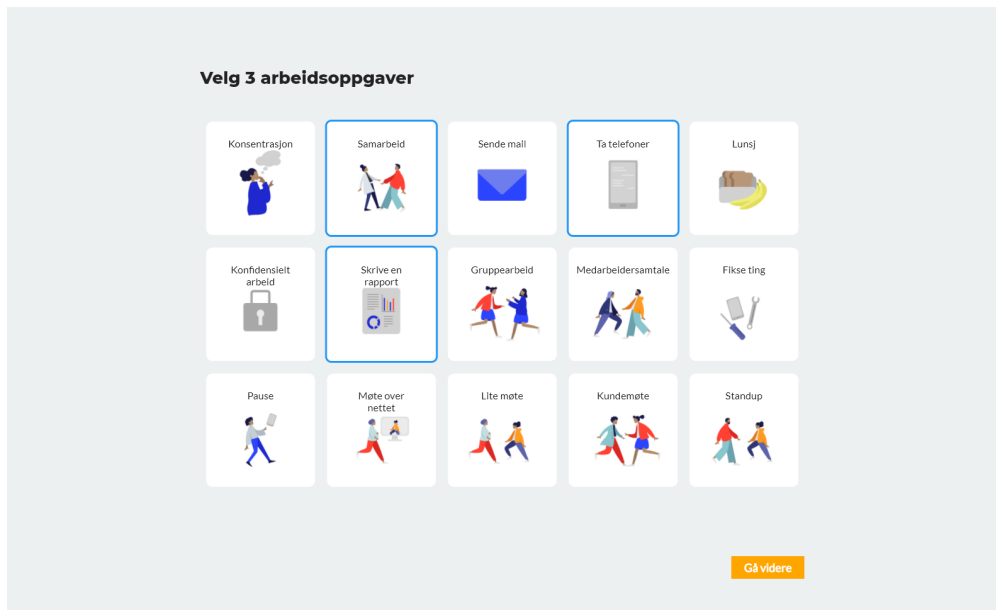 Velg 3 arbeidsoppgaver
Konsentrasjon
Samarbeid
Sende mail
Ta telefoner
Lunsj
Konfidensielt
arbeid
Skrive en
rapport
Gruppearbeid
Medarbeidersamtale
Fikse ting
Pause
Møte over
nettet
Lite møte
Kundemøte
Standup
Gå videre